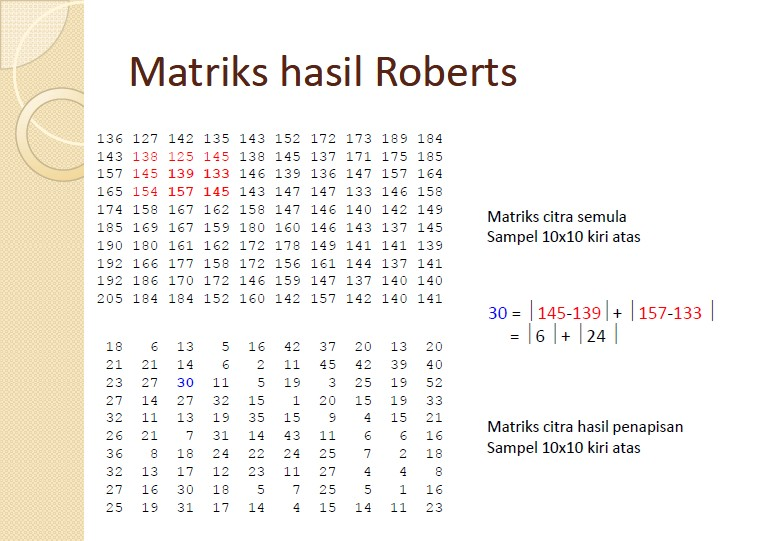 Matriks hasil Roberts
136 127 142 135 143 152 172 173 189 184
143 138 125 145 138 145 137 171 175 185
157 145 139 133 146 139 136 147 157 164
165 154 157 145 143 147 147 133 146 158
174 158 167 162 158 147 146 140 142 149
185 169 167 159 180 160 146 143 137 145
190 180 161 162 172 178 149 141 141 139
192 166 177 158 172 156 161 144 137 141
192 186 170 172 146 159 147 137 140 140
205 184 184 152 160 142 157 142 140 141
Matriks citra semula
Sampel 10x10 kiri atas
30 = |145-139|+ |157-133 |
= |6 |+ |24 |
18 6 13 5 16 42 37 20 13 20
21 21 14 6 2 11 45 42 39 40
23 27 30 11 5 19 3 25 19 52
27 14 27 32 15 1 20 15 19 33
32 11 13 19 35 15 9 4 15 21
26 21 7 31 14 43 11 6 6 16
36 8 18 24 22 24 25 7 2 18
32 13 17 12 23 11 27 4 4 8
27 16 30 18 5 7 25 5 1 16
25 19 31 17 14 4 15 14 11 23
Matriks citra hasil penapisan
Sampel 10x10 kiri atas